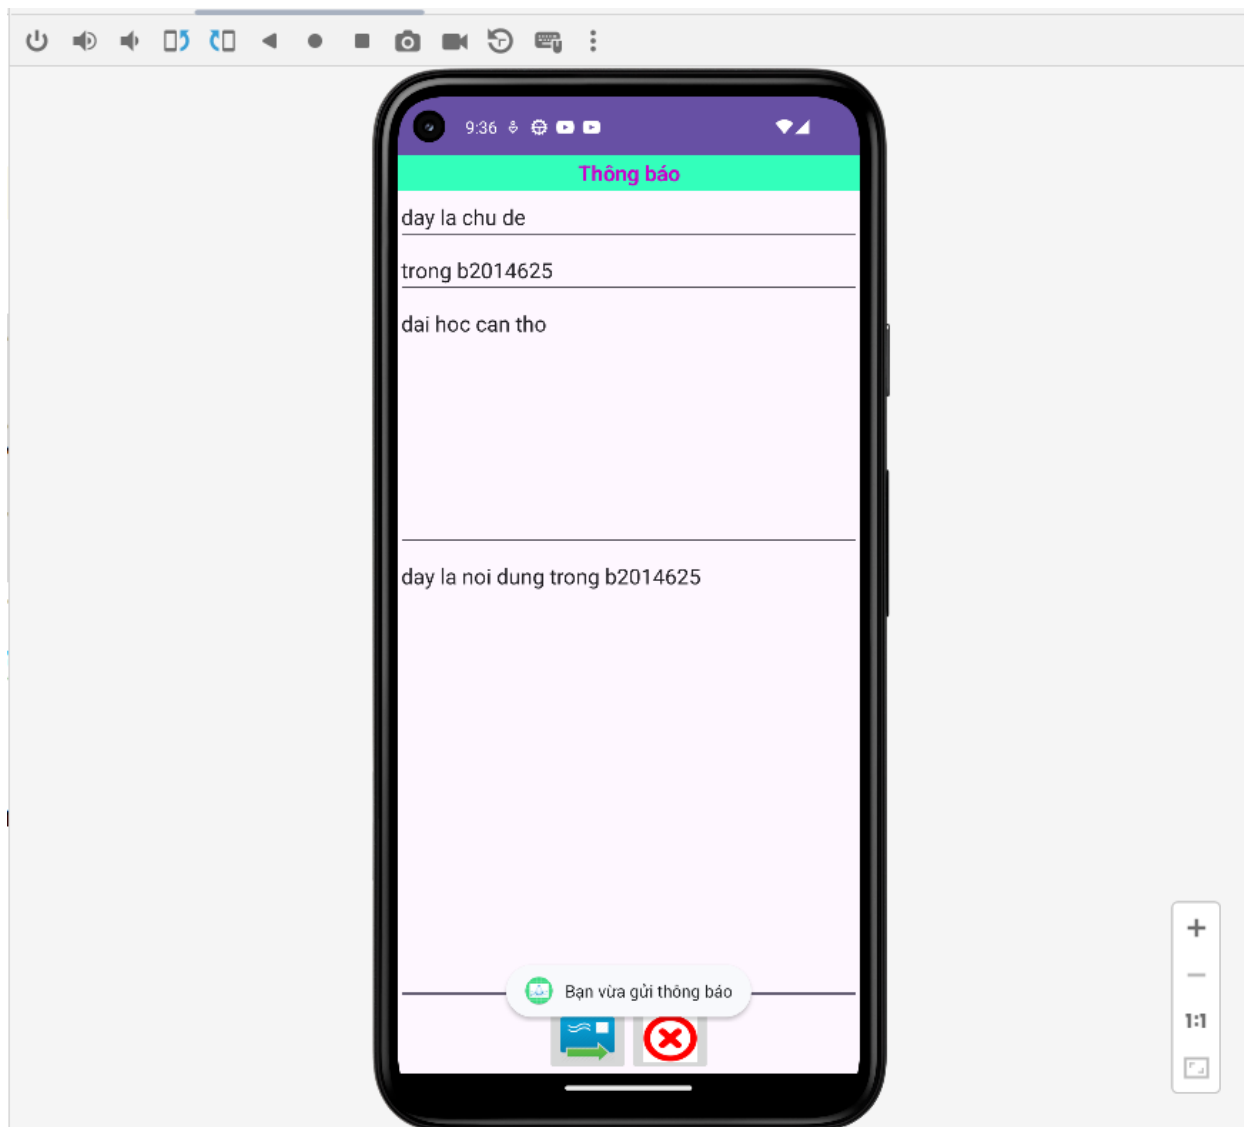 9:36
Thông báo
day la chu de
trong b2014625
dai hoc can tho
day la noi dung trong b2014625
Bạn vừa gửi thông báo
1:1